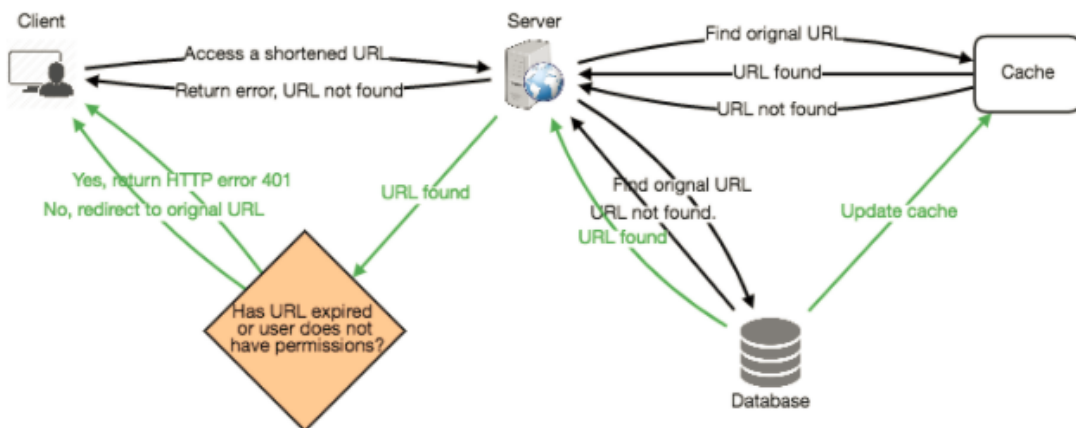 Client
Server
Access a shortened URL
Return error, URL not found
Find orignal URL
URL found
URL not found
Cache
Yes, return HTTP error 401
No, redirect to orignal URL
URL found
Find orignal URL
URL not found.
URL found
Update cache
Has URL expired
or user does not
have permissions?
Database